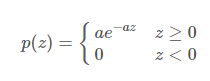 p(z) = { ae^{-az} z ≥ 0
0 z < 0